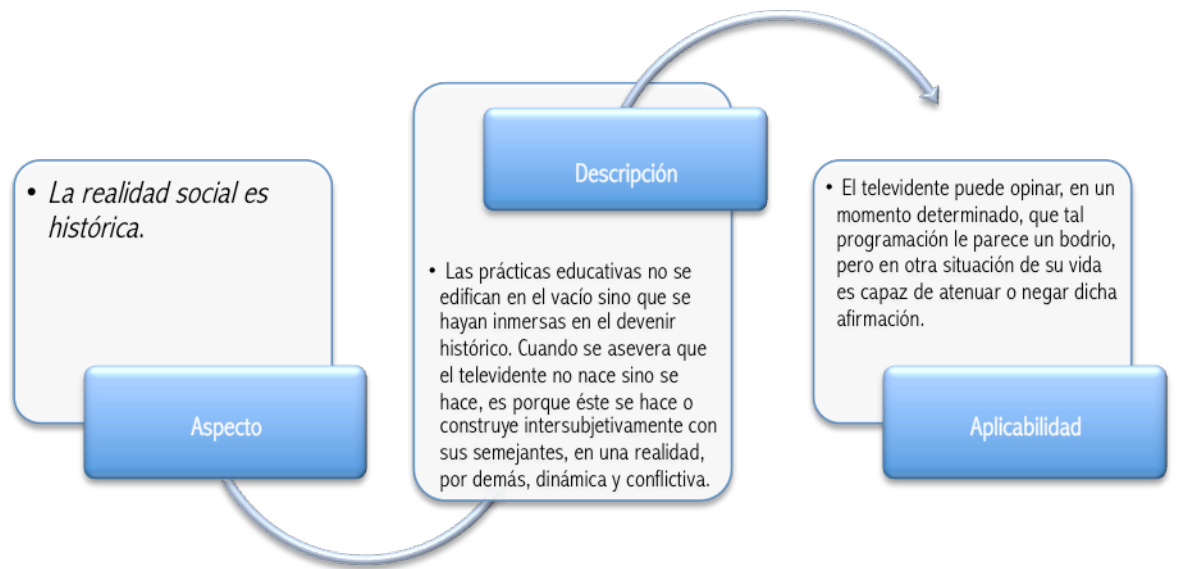 • La realidad social es
histórica.
Aspecto
Descripción
• Las prácticas educativas no se
edifican en el vacío sino que se
hayan inmersas en el devenir
histórico. Cuando se asevera que
el televidente no nace sino se
hace, es porque éste se hace o
construye intersubjetivamente con
sus semejantes, en una realidad,
por demás, dinámica y conflictiva.
• El televidente puede opinar, en un
momento determinado, que tal
programación le parece un bodrio,
pero en otra situación de su vida
es capaz de atenuar o negar dicha
afirmación.
Aplicabilidad